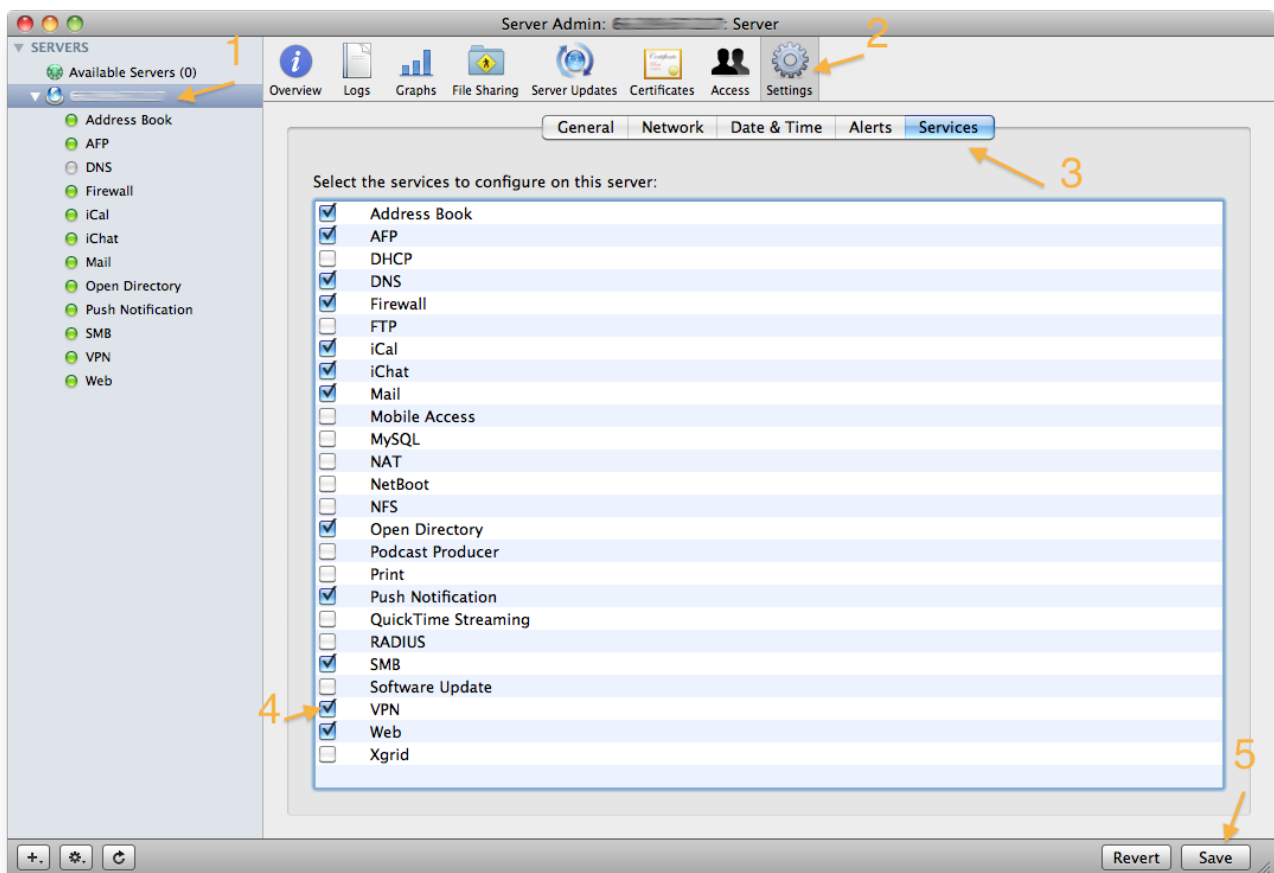 Server Admin: : Server
SERVERS
Available Servers (0)
Address Book
AFP
DNS
Firewall
iCal
iChat
Mail
Open Directory
Push Notification
SMB
VPN
Web
1
Overview Logs Graphs File Sharing Server Updates Certificates Access Settings
2
General Network Date & Time Alerts Services
3
Select the services to configure on this server:
Address Book
AFP
DHCP
DNS
Firewall
FTP
iCal
iChat
Mail
Mobile Access
MySQL
NAT
NetBoot
NFS
Open Directory
Podcast Producer
Print
Push Notification
QuickTime Streaming
RADIUS
SMB
Software Update
4
VPN
Web
Xgrid
5
Revert Save